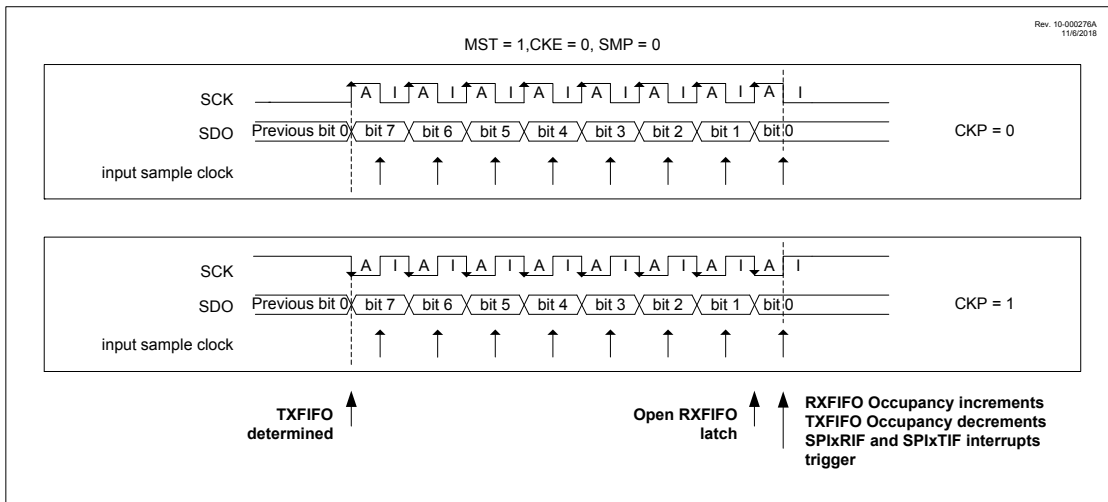 Rev. 10-000276A
11/6/2018
MST = 1,CKE = 0, SMP = 0
SCK A I A I A I A I A I A I A I A I
SDO Previous bit 0 bit 7 bit 6 bit 5 bit 4 bit 3 bit 2 bit 1 bit 0 CKP = 0
input sample clock
SCK A I A I A I A I A I A I A I A I
SDO Previous bit 0 bit 7 bit 6 bit 5 bit 4 bit 3 bit 2 bit 1 bit 0 CKP = 1
input sample clock
TXFIFO
determined
Open RXFIFO
latch
RXFIFO Occupancy increments
TXFIFO Occupancy decrements
SPIxRIF and SPIxTIF interrupts
trigger